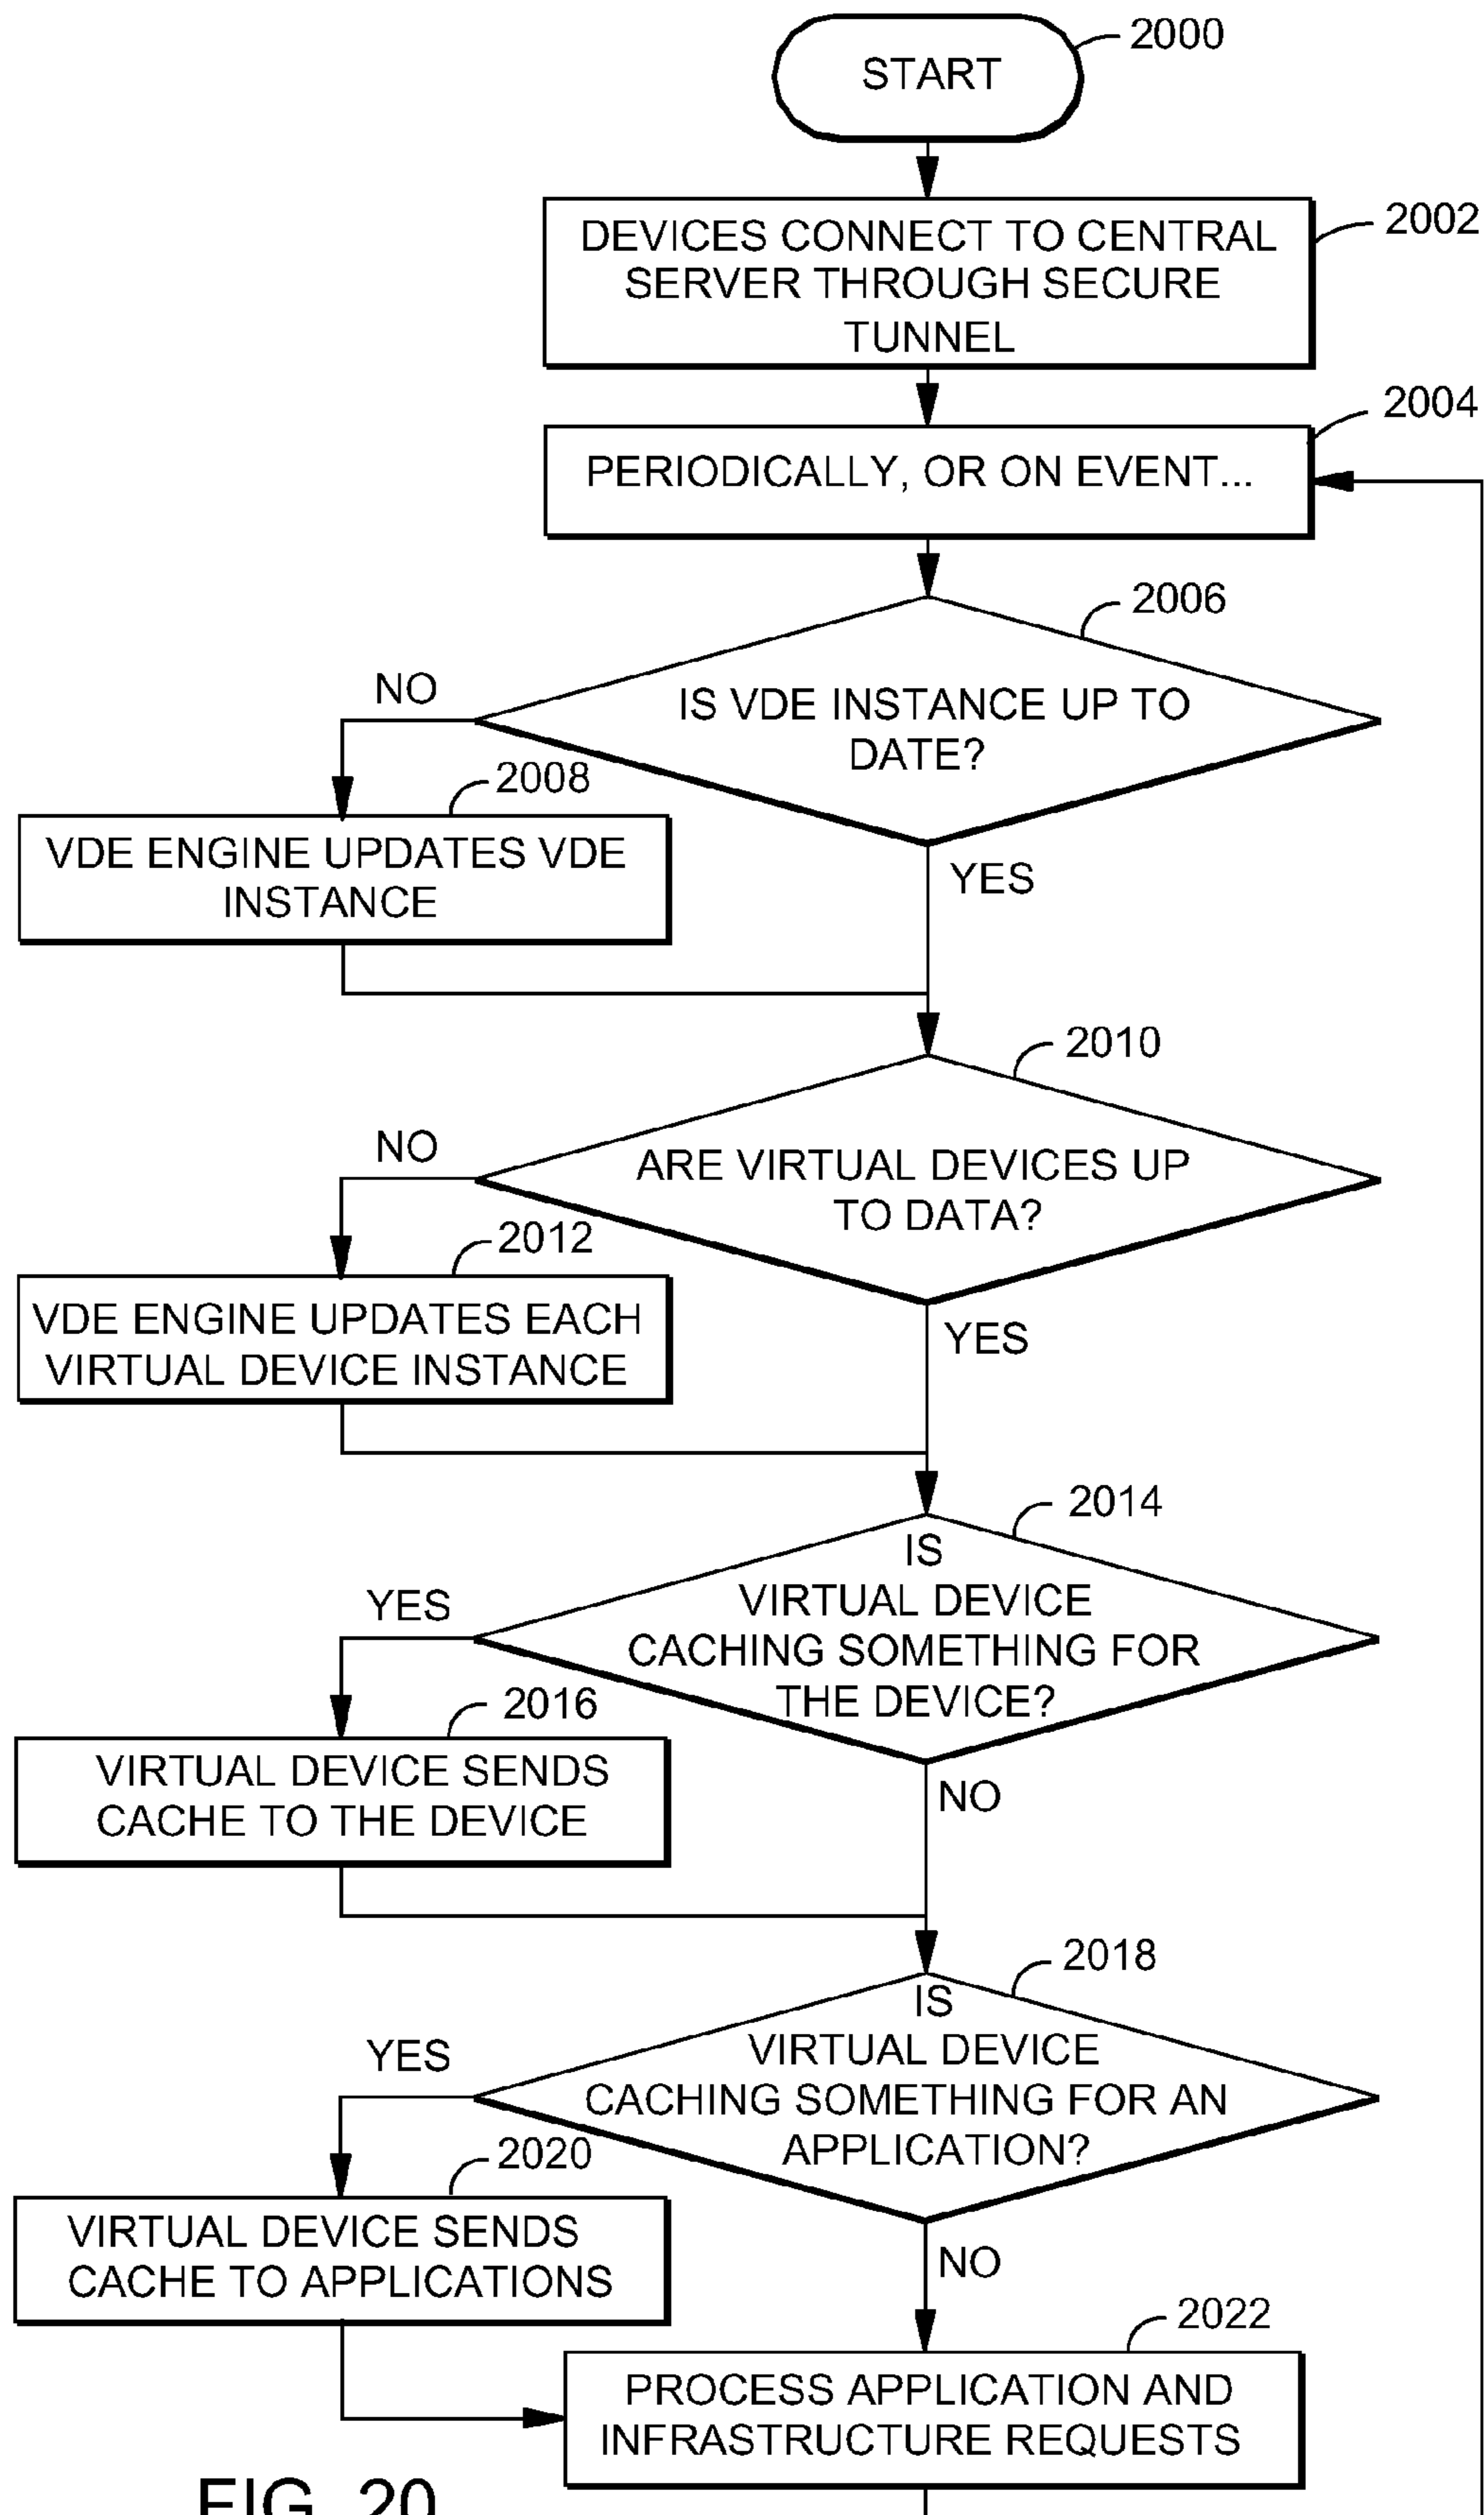 START
2000
DEVICES CONNECT TO CENTRAL
SERVER THROUGH SECURE
TUNNEL
2002
2004
PERIODICALLY, OR ON EVENT...
2006
IS VDE INSTANCE UP TO
DATE?
NO
2008
VDE ENGINE UPDATES VDE
INSTANCE
YES
2010
ARE VIRTUAL DEVICES UP
TO DATA?
NO
2012
VDE ENGINE UPDATES EACH
VIRTUAL DEVICE INSTANCE
YES
2014
IS
VIRTUAL DEVICE
CACHING SOMETHING FOR
THE DEVICE?
YES
2016
VIRTUAL DEVICE SENDS
CACHE TO THE DEVICE
NO
2018
IS
VIRTUAL DEVICE
CACHING SOMETHING FOR AN
APPLICATION?
YES
2020
VIRTUAL DEVICE SENDS
CACHE TO APPLICATIONS
NO
2022
PROCESS APPLICATION AND
INFRASTRUCTURE REQUESTS
FIG. 20